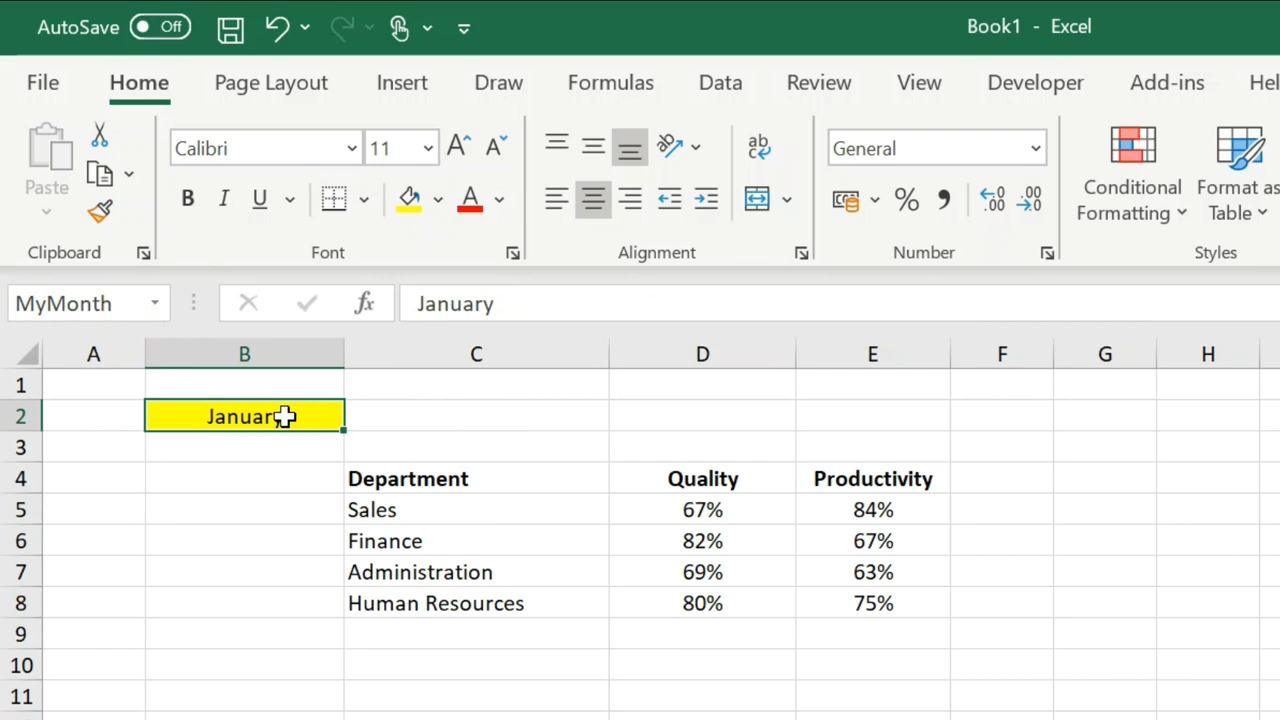 AutoSave Off Book1 - Excel
File Home Page Layout Insert Draw Formulas Data Review View Developer Add-ins Hel
Paste Calibri 11 General Conditional Formatting Format as Table
B I U
Clipboard Font Alignment Number Styles
MyMonth fx January
A B C D E F G H
1
2 January
3
4 Department Quality Productivity
5 Sales 67% 84%
6 Finance 82% 67%
7 Administration 69% 63%
8 Human Resources 80% 75%
9
10
11